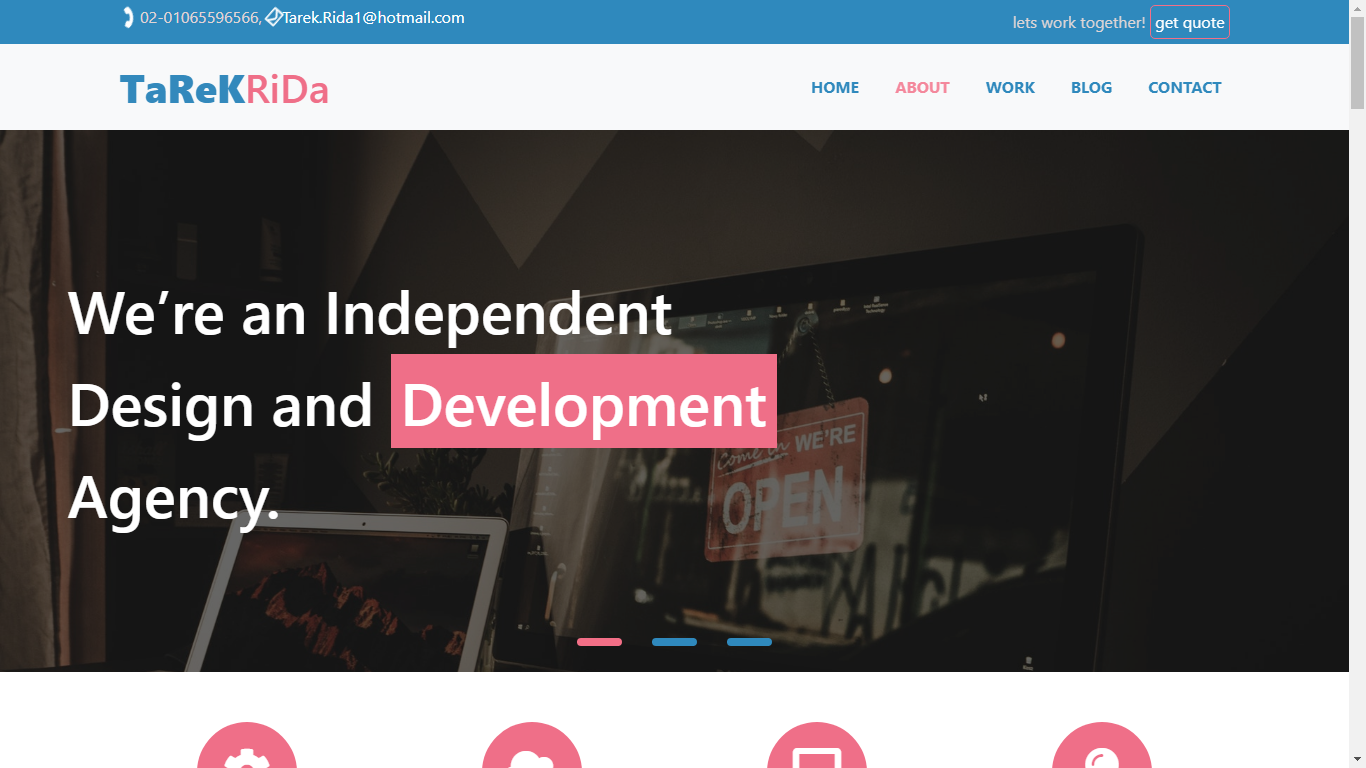 02-01065596566, Tarek.Rida1@hotmail.com
lets work together! get quote
TaReKRiDa
HOME ABOUT WORK BLOG CONTACT
We’re an Independent
Design and Development
Agency.
Come in WE'RE
OPEN